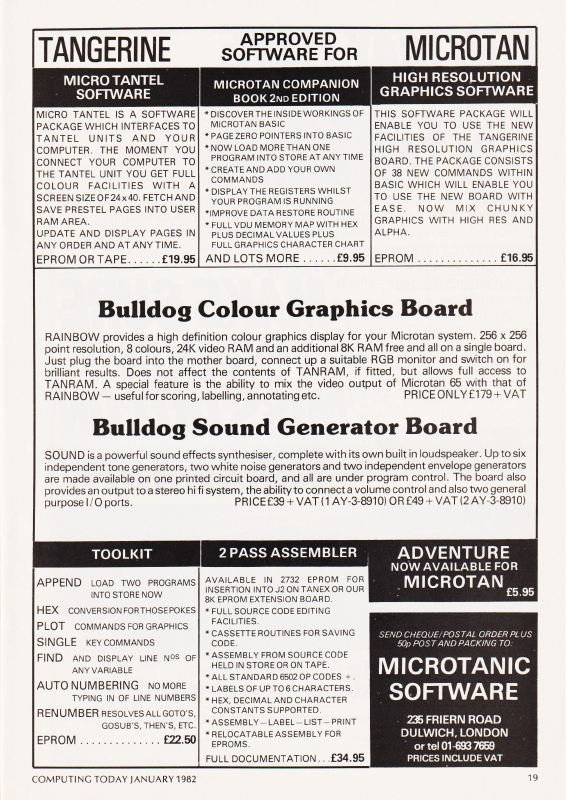 TANGERINE
APPROVED
SOFTWARE FOR
MICROTAN
MICRO TANTEL
SOFTWARE
MICRO TANTEL IS A SOFTWARE
PACKAGE WHICH INTERFACES TO
TANTEL UNITS AND YOUR
COMPUTER. THE MOMENT YOU
CONNECT YOUR COMPUTER TO
THE TANTEL UNIT YOU GET FULL
COLOUR FACILITIES WITH A
SCREEN SIZE OF 24 x 40. FETCH AND
SAVE PRESTEL PAGES INTO USER
RAM AREA.
UPDATE AND DISPLAY PAGES IN
ANY ORDER AND AT ANY TIME.
EPROM OR TAPE......£19.95
MICROTAN COMPANION
BOOK 2ND EDITION
* DISCOVER THE INSIDE WORKINGS OF
MICROTAN BASIC
* PAGE ZERO POINTERS INTO BASIC
* NOW LOAD MORE THAN ONE
PROGRAM INTO STORE AT ANY TIME
* CREATE AND ADD YOUR OWN
COMMANDS
* DISPLAY THE REGISTERS WHILST
YOUR PROGRAM IS RUNNING
*IMPROVE DATA RESTORE ROUTINE
* FULL VDU MEMORY MAP WITH HEX
PLUS DECIMAL VALUES PLUS
FULL GRAPHICS CHARACTER CHART
AND LOTS MORE ......£9.95
HIGH RESOLUTION
GRAPHICS SOFTWARE
THIS SOFTWARE PACKAGE WILL
ENABLE YOU TO USE THE NEW
FACILITIES OF THE TANGERINE
HIGH RESOLUTION GRAPHICS
BOARD. THE PACKAGE CONSISTS
OF 38 NEW COMMANDS WITHIN
BASIC WHICH WILL ENABLE YOU
TO USE THE NEW BOARD WITH
EASE. NOW MIX CHUNKY
GRAPHICS WITH HIGH RES AND
ALPHA.
EPROM .............£16.95
Bulldog Colour Graphics Board
RAINBOW provides a high definition colour graphics display for your Microtan system. 256 x 256
point resolution, 8 colours, 24K video RAM and an additional 8K RAM free and all on a single board.
Just plug the board into the mother board, connect up a suitable RGB monitor and switch on for
brilliant results. Does not affect the contents of TANRAM, if fitted, but allows full access to
TANRAM. A special feature is the ability to mix the video output of Microtan 65 with that of
RAINBOW — useful for scoring, labelling, annotating etc. PRICE ONLY £179 + VAT
Bulldog Sound Generator Board
SOUND is a powerful sound effects synthesiser, complete with its own built in loudspeaker. Up to six
independent tone generators, two white noise generators and two independent envelope generators
are made available on one printed circuit board, and all are under program control. The board also
provides an output to a stereo hi fi system, the ability to connect a volume control and also two general
purpose I/O ports. PRICE £39 + VAT (1 AY-3-8910) OR £49 + VAT (2 AY-3-8910)
TOOLKIT
APPEND LOAD TWO PROGRAMS
INTO STORE NOW
HEX CONVERSION FOR THOSE POKES
PLOT COMMANDS FOR GRAPHICS
SINGLE KEY COMMANDS
FIND AND DISPLAY LINE NOS OF
ANY VARIABLE
AUTO NUMBERING NO MORE
TYPING IN OF LINE NUMBERS
RENUMBER RESOLVES ALL GOTO'S,
GOSUB'S, THEN'S, ETC.
EPROM ..............£22.50
2 PASS ASSEMBLER
AVAILABLE IN 2732 EPROM FOR
INSERTION INTO J2 ON TANEX OR OUR
8K EPROM EXTENSION BOARD.
* FULL SOURCE CODE EDITING
FACILITIES.
* CASSETTE ROUTINES FOR SAVING
CODE.
* ASSEMBLY FROM SOURCE CODE
HELD IN STORE OR ON TAPE.
* ALL STANDARD 6502 OP CODES + .
* LABELS OF UP TO 6 CHARACTERS.
* HEX, DECIMAL AND CHARACTER
CONSTANTS SUPPORTED.
* ASSEMBLY — LABEL — LIST — PRINT
* RELOCATABLE ASSEMBLY FOR
EPROMS.
FULL DOCUMENTATION...£34.95
ADVENTURE
NOW AVAILABLE FOR
MICROTAN
£5.95
SEND CHEQUE/POSTAL ORDER PLUS
50p POST AND PACKING TO:
MICROTANIC
SOFTWARE
235 FRIERN ROAD
DULWICH, LONDON
or tel 01-693 7659
PRICES INCLUDE VAT
COMPUTING TODAY JANUARY 1982
19